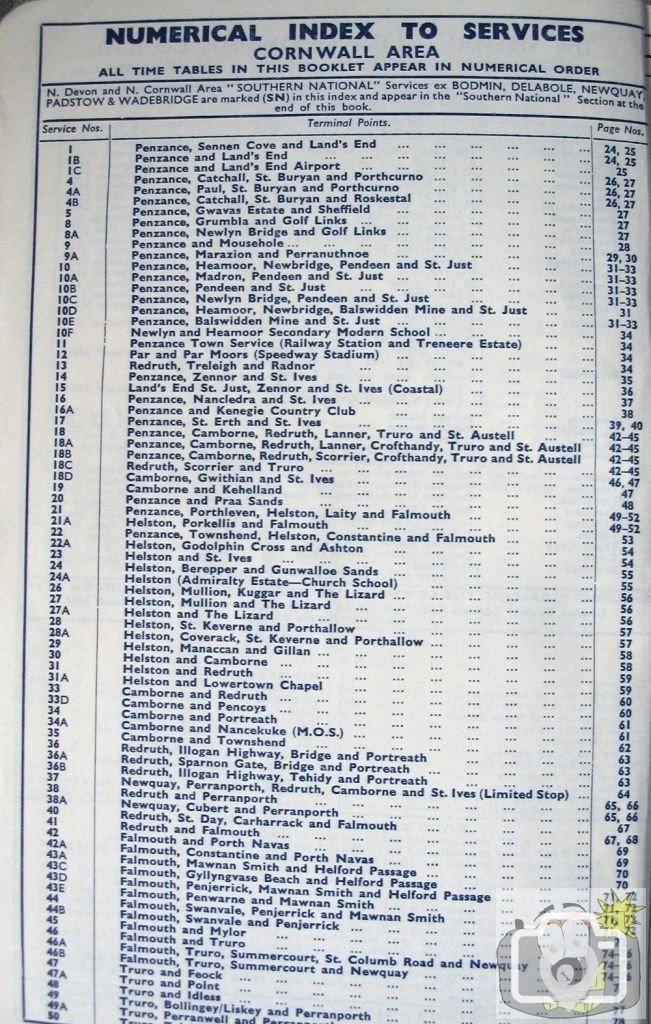 NUMERICAL INDEX TO SERVICES
CORNWALL AREA
ALL TIME TABLES IN THIS BOOKLET APPEAR IN NUMERICAL ORDER
N. Devon and N. Cornwall Area "SOUTHERN NATIONAL" Services ex BODMIN, DELABOLE, NEWQUAY,
PADSTOW & WADEBRIDGE are marked (SN) in this index and appear in the "Southern National" Section at the
end of this book.
Service Nos. Terminal Points. Page Nos.
1 Penzance, Sennen Cove and Land's End ... 24, 25
1B Penzance and Land's End ... 24, 25
1C Penzance and Land's End Airport ... 25
4 Penzance, Catchall, St. Buryan and Porthcurno ... 26, 27
4A Penzance, Paul, St. Buryan and Porthcurno ... 26, 27
4B Penzance, Catchall, St. Buryan and Roskestal ... 26, 27
5 Penzance, Gwavas Estate and Sheffield ... 27
8 Penzance, Grumbla and Golf Links ... 27
8A Penzance, Newlyn Bridge and Golf Links ... 27
9 Penzance and Mousehole ... 28
9A Penzance, Marazion and Perranuthnoe ... 29, 30
10 Penzance, Heamoor, Newbridge, Pendeen and St. Just ... 31–33
10A Penzance, Madron, Pendeen and St. Just ... 31–33
10B Penzance, Pendeen and St. Just ... 31–33
10C Penzance, Newlyn Bridge, Pendeen and St. Just ... 31–33
10D Penzance, Heamoor, Newbridge, Balswidden Mine and St. Just ... 31
10E Penzance, Balswidden Mine and St. Just ... 31–33
10F Newlyn and Heamoor Secondary Modern School ... 34
11 Penzance Town Service (Railway Station and Treneere Estate) ... 34
12 Par and Par Moors (Speedway Stadium) ... 34
13 Redruth, Treleigh and Radnor ... 34
14 Penzance, Zennor and St. Ives ... 35
15 Land's End St. Just, Zennor and St. Ives (Coastal) ... 36
16 Penzance, Nancledra and St. Ives ... 37
16A Penzance and Kenegie Country Club ... 38
17 Penzance, St. Erth and St. Ives ... 39, 40
18 Penzance, Camborne, Redruth, Lanner, Truro and St. Austell ... 42–45
18A Penzance, Camborne, Redruth, Lanner, Crofthandy, Truro and St. Austell 42–45
18B Penzance, Camborne, Redruth, Scorrier, Crofthandy, Truro and St. Austell 42–45
18C Redruth, Scorrier and Truro ... 42–45
18D Camborne, Gwithian and St. Ives ... 46, 47
19 Camborne and Kehelland ... 47
20 Penzance and Praa Sands ... 48
21 Penzance, Porthleven, Helston, Laity and Falmouth ... 49–52
21A Helston, Porkellis and Falmouth ... 49–52
22 Penzance, Townshend, Helston, Constantine and Falmouth ... 53
22A Helston, Godolphin Cross and Ashton ... 54
23 Helston and St. Ives ... 54
24 Helston, Berepper and Gunwalloe Sands ... 55
24A Helston (Admiralty Estate—Church School) ... 55
26 Helston, Mullion, Kuggar and The Lizard ... 56
27 Helston, Mullion and The Lizard ... 56
27A Helston and The Lizard ... 56
28 Helston, St. Keverne and Porthallow ... 57
28A Helston, Coverack, St. Keverne and Porthallow ... 57
29 Helston, Manaccan and Gillan ... 58
30 Helston and Camborne ... 58
31 Helston and Redruth ... 59
31A Helston and Lowertown Chapel ... 59
33 Camborne and Redruth ... 60
33D Camborne and Pencoys ... 60
34 Camborne and Portreath ... 61
34A Camborne and Nancekuke (M.O.S.) ... 61
35 Camborne and Townshend ... 62
36 Redruth, Illogan Highway, Bridge and Portreath ... 63
36A Redruth, Sparnon Gate, Bridge and Portreath ... 63
36B Redruth, Illogan Highway, Tehidy and Portreath ... 63
37 Newquay, Perranporth, Redruth, Camborne and St. Ives (Limited Stop) 64
38 Redruth and Perranporth ... 65, 66
38A Newquay, Cubert and Perranporth ... 65, 66
40 Redruth, St. Day, Carharrack and Falmouth ... 67
41 Redruth and Falmouth ... 67, 68
42 Falmouth and Porth Navas ... 69
42A Falmouth, Constantine and Porth Navas ... 69
43A Falmouth, Mawnan Smith and Helford Passage ... 70
43D Falmouth, Gyllyngvase Beach and Helford Passage ... 70
43E Falmouth, Penjerrick, Mawnan Smith and Helford Passage ...
44 Falmouth, Penwarne and Mawnan Smith ...
44B Falmouth, Swanvale, Penjerrick and Mawnan Smith ...
45 Falmouth, Swanvale and Penjerrick ...
46 Falmouth and Mylor ...
46A Falmouth and Truro ...
46B Falmouth, Truro, Summercourt, St. Columb Road and Newquay
47 Falmouth, Truro, Summercourt and Newquay ...
47A Truro and Feock ...
48 Truro and Point ...
49 Truro and Idless ...
49A Truro, Bollingey/Liskey and Perranporth ...
50 Truro, Perranwell and Perranporth ... 78